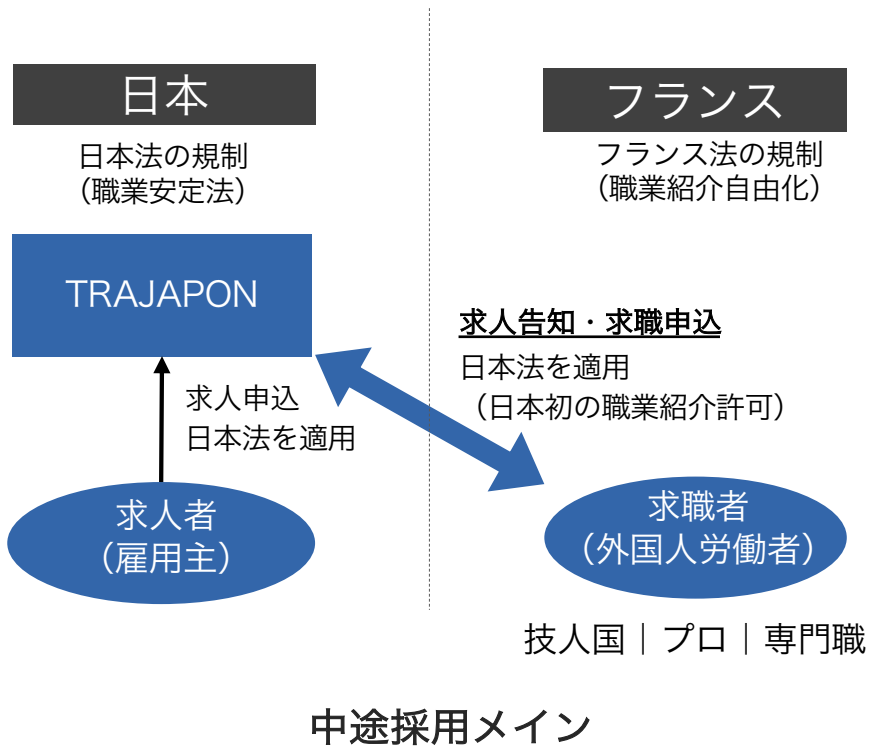 日本
日本法の規制
（職業安定法）
TRAJAPON
求人申込
日本法を適用
求人者
（雇用主）
フランス
フランス法の規制
（職業紹介自由化）
求人告知・求職申込
日本法を適用
（日本初の職業紹介許可）
求職者
（外国人労働者）
技人国｜プロ｜専門職
中途採用メイン